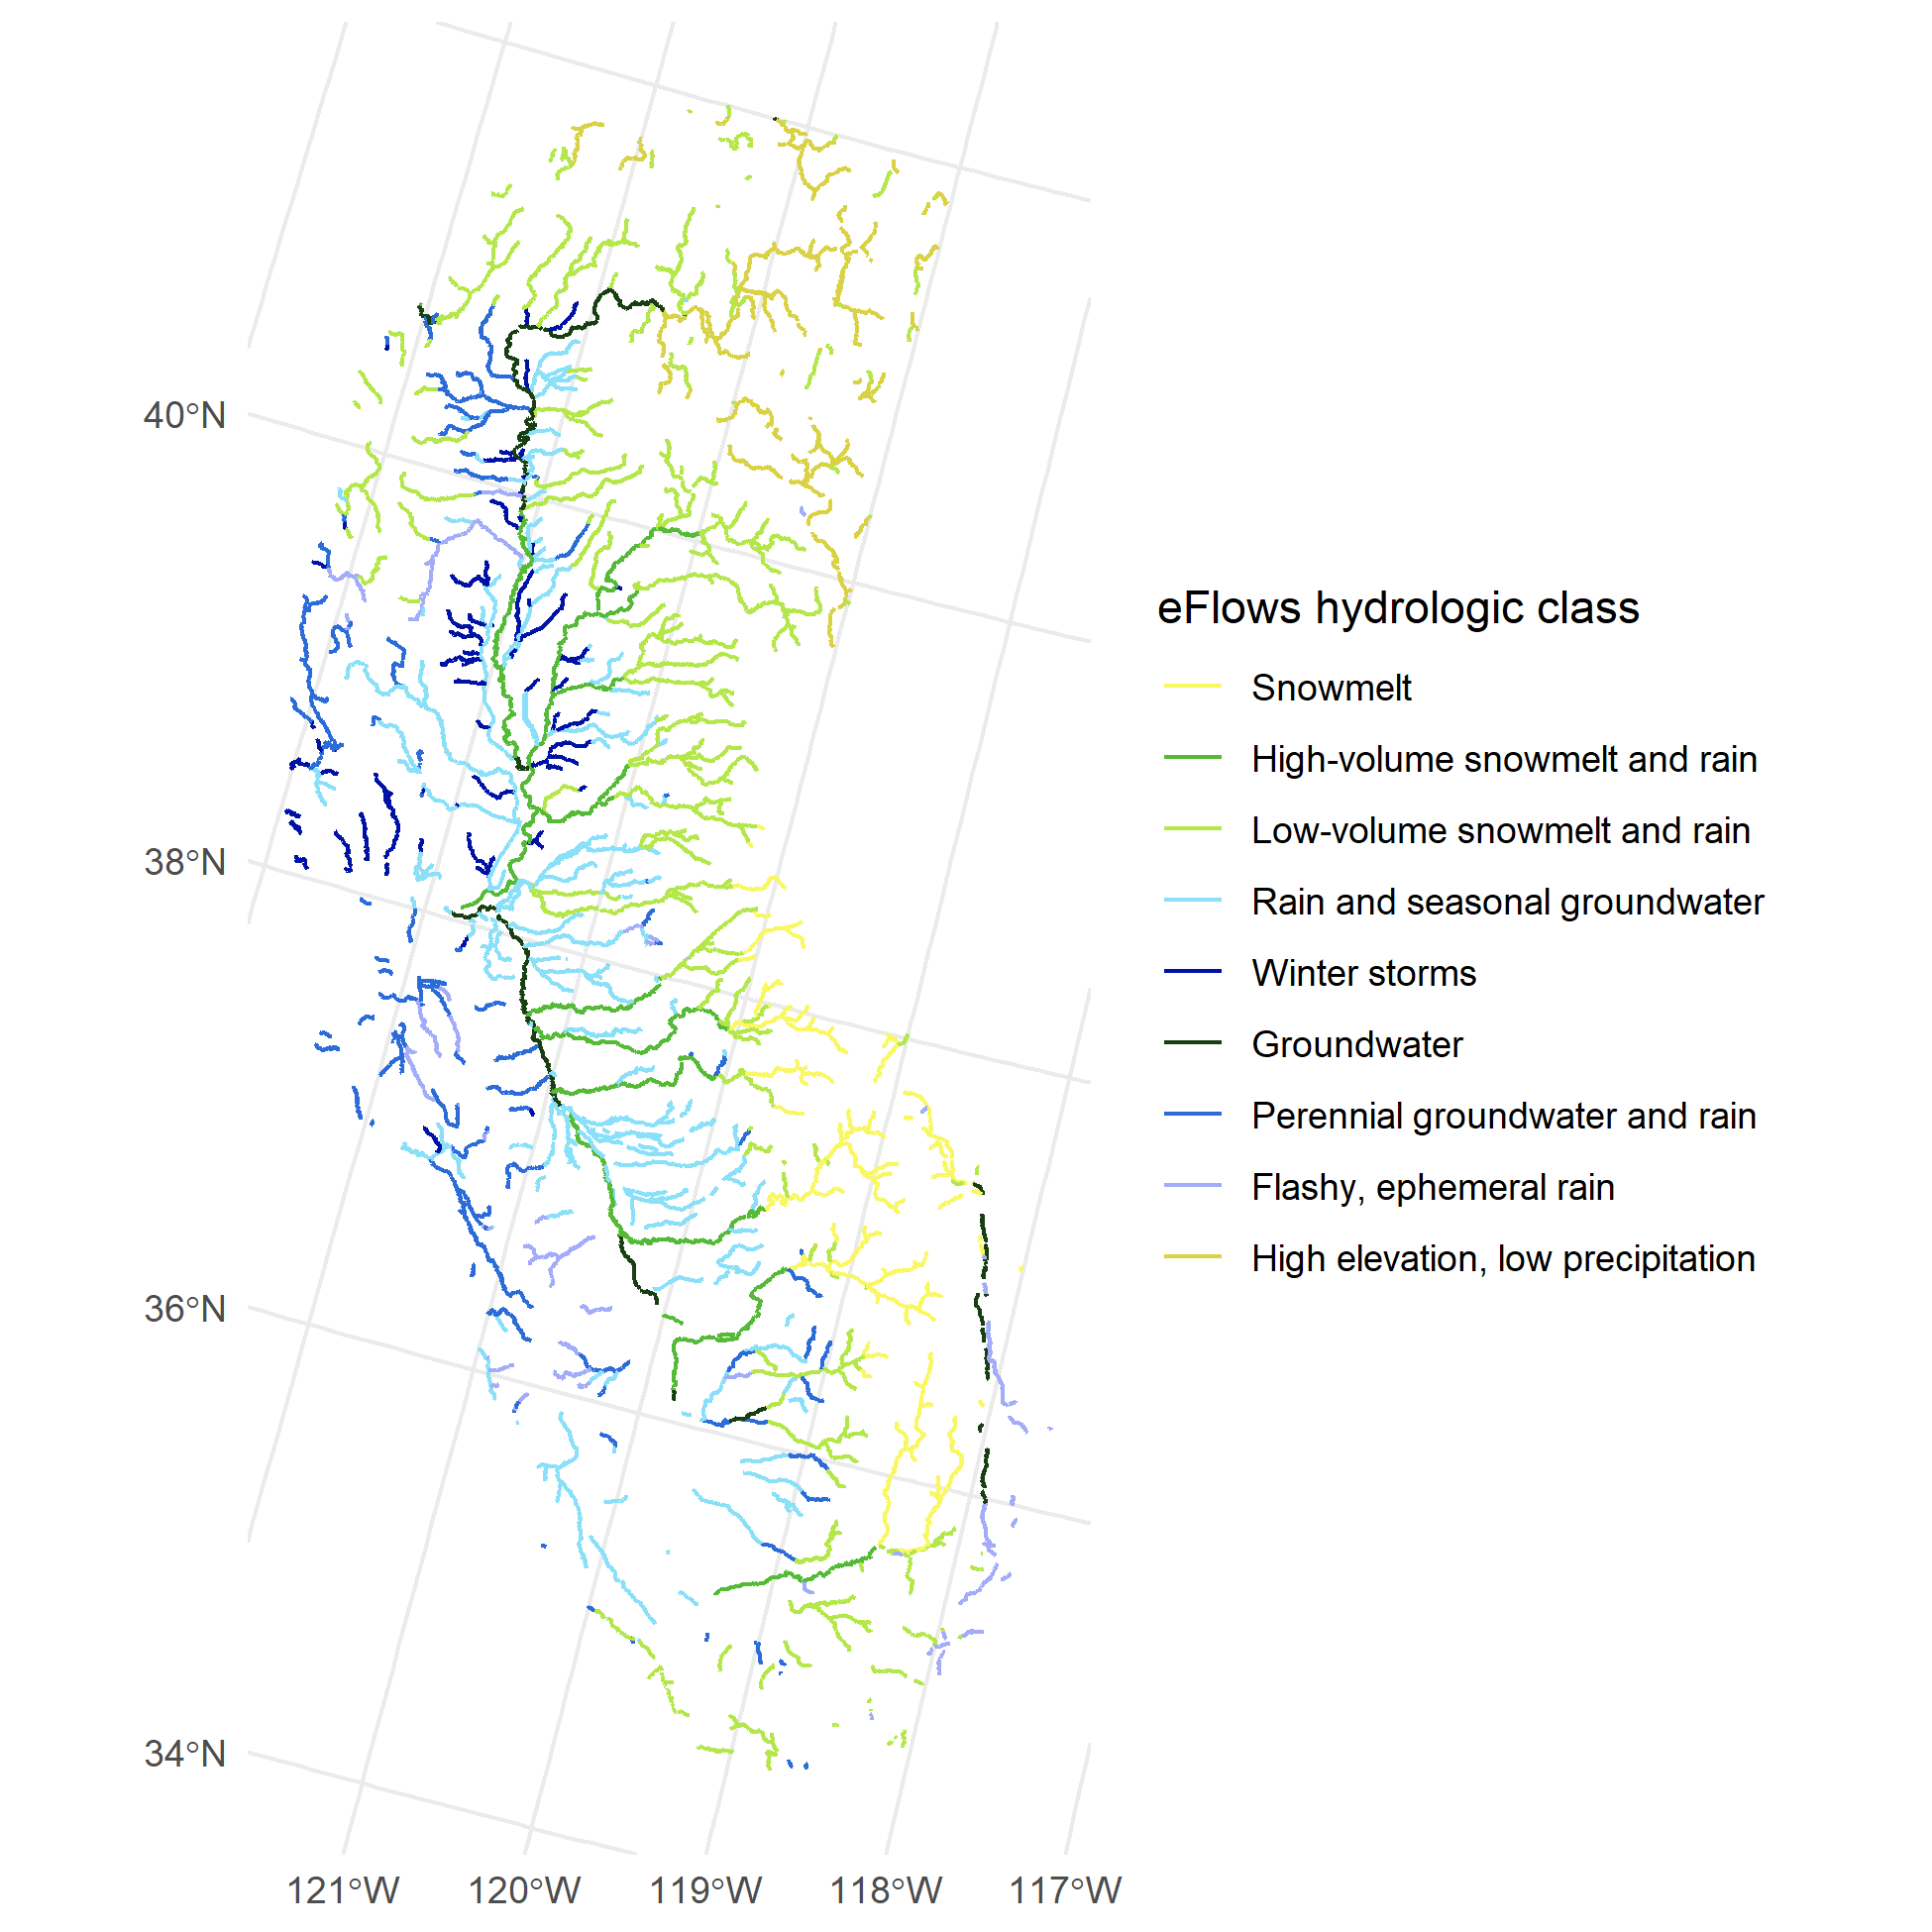 40°N
38°N
36°N
34°N
121°W
120°W
119°W
118°W
117°W
eFlows hydrologic class
Snowmelt
High-volume snowmelt and rain
Low-volume snowmelt and rain
Rain and seasonal groundwater
Winter storms
Groundwater
Perennial groundwater and rain
Flashy, ephemeral rain
High elevation, low precipitation